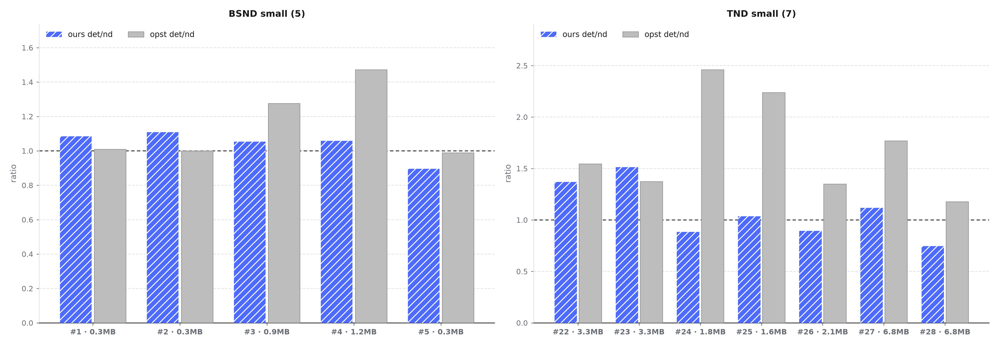 BSND small (5)
ours det/nd
opst det/nd
1.6
1.4
1.2
1.0
0.8
0.6
0.4
0.2
0.0
ratio
#1 · 0.3MB
#2 · 0.3MB
#3 · 0.9MB
#4 · 1.2MB
#5 · 0.3MB
TND small (7)
ours det/nd
opst det/nd
2.5
2.0
1.5
1.0
0.5
0.0
ratio
#22 · 3.3MB
#23 · 3.3MB
#24 · 1.8MB
#25 · 1.6MB
#26 · 2.1MB
#27 · 6.8MB
#28 · 6.8MB